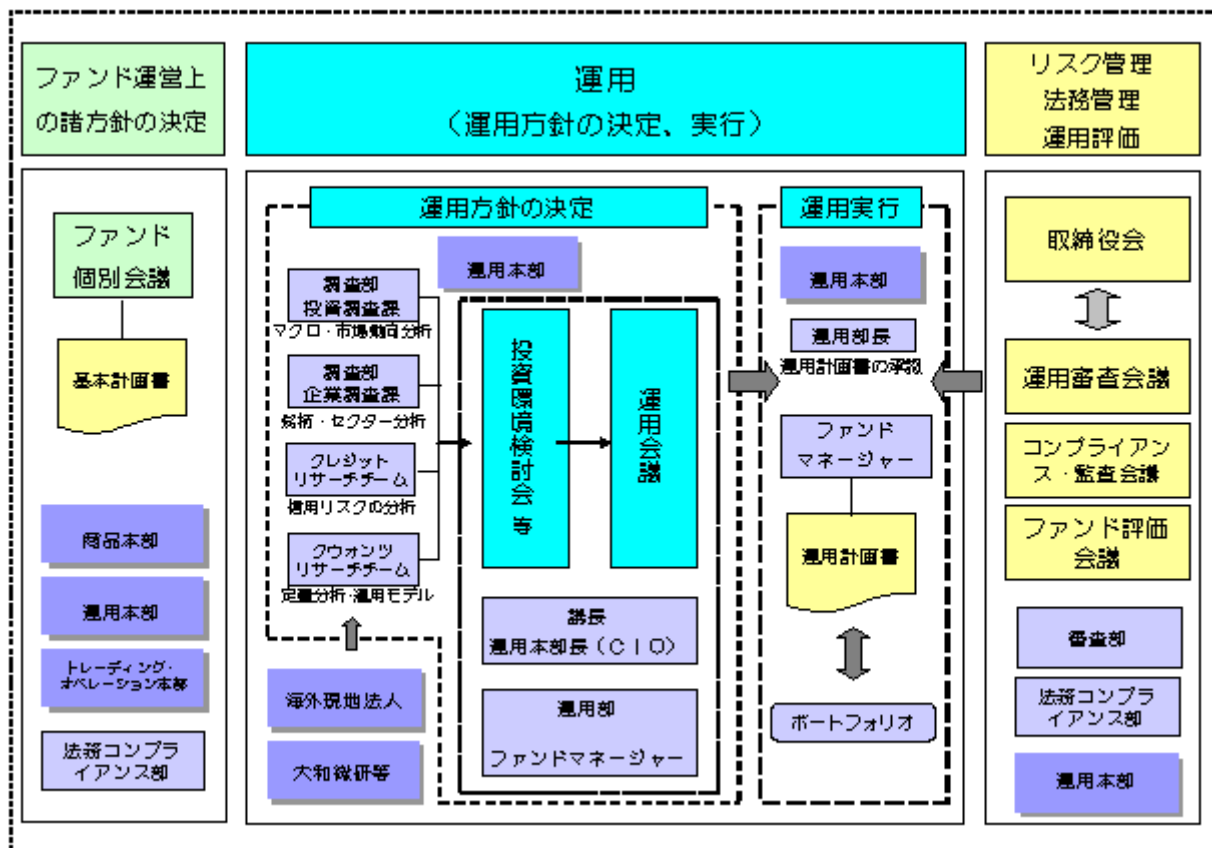 ファンド運営上
の諸方針の決定
運用
(運用方針の決定、実行)
リスク管理
法務管理
運用評価
ファンド
個別会議
基本計画書
商品本部
運用本部
トレーディング・
オペレーション本部
法務コンプラ
イアンス部
運用方針の決定
運用本部
調査部
投資調査課
マクロ・市場動向分析
調査部
企業調査課
銘柄・セクター分析
クレジット
リサーチチーム
信用リスクの分析
クウォンツ
リサーチチーム
定量分析・運用モデル
海外現地法人
大和総研等
投資環境検討会 等
運用会議
議長
運用本部長(CIO)
運用部
ファンドマネージャー
運用実行
運用本部
運用部長
運用計画書の承認
ファンド
マネージャー
運用計画書
ポートフォリオ
取締役会
運用審査会議
コンプライアン
ス・監査会議
ファンド評価
会議
審査部
法務コンプラ
イアンス部
運用本部